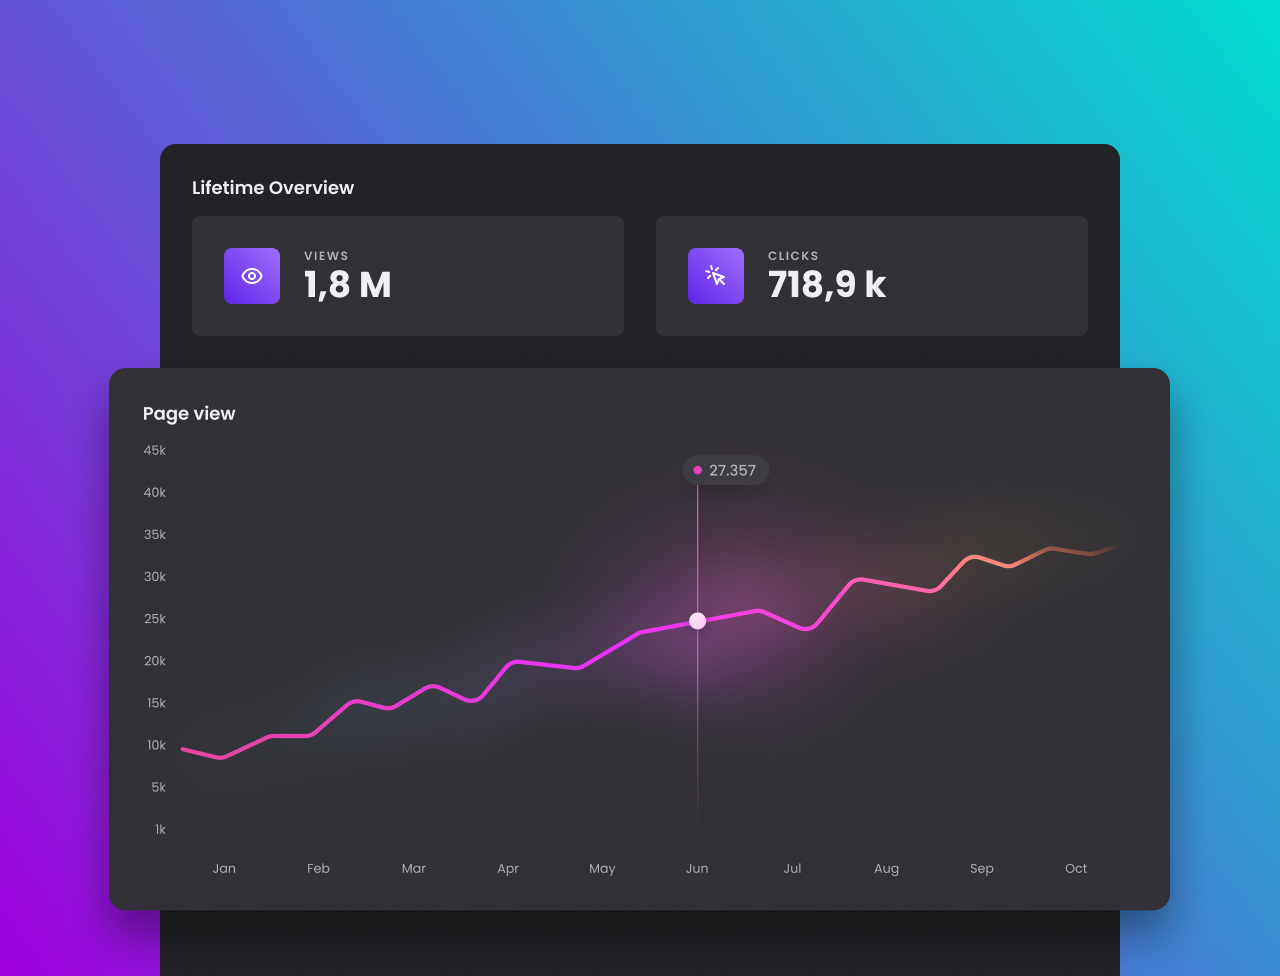 Lifetime Overview
VIEWS
1,8 M
CLICKS
718,9 k
Page view
45k
27.357
40k
35k
30k
25k
20k
15k
10k
5k
1k
Jan Feb Mar Apr May Jun Jul Aug Sep Oct